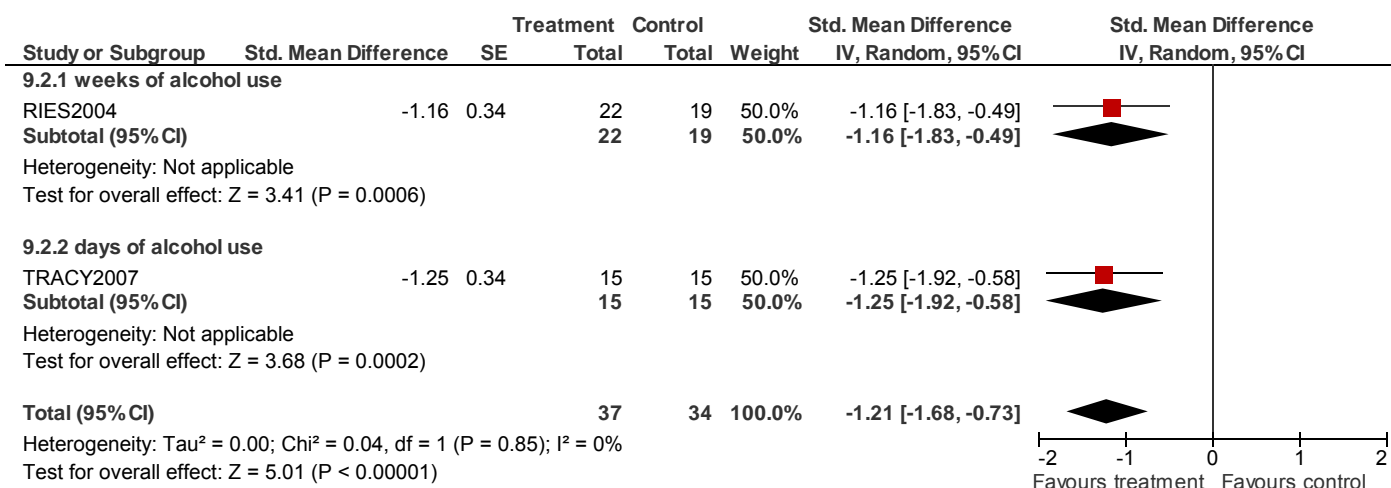 Treatment Control Std. Mean Difference Std. Mean Difference
Study or Subgroup Std. Mean Difference SE Total Total Weight IV, Random, 95% CI IV, Random, 95% CI
9.2.1 weeks of alcohol use
RIES2004 -1.16 0.34 22 19 50.0% -1.16 [-1.83, -0.49]
Subtotal (95% CI) 22 19 50.0% -1.16 [-1.83, -0.49]
Heterogeneity: Not applicable
Test for overall effect: Z = 3.41 (P = 0.0006)
9.2.2 days of alcohol use
TRACY2007 -1.25 0.34 15 15 50.0% -1.25 [-1.92, -0.58]
Subtotal (95% CI) 15 15 50.0% -1.25 [-1.92, -0.58]
Heterogeneity: Not applicable
Test for overall effect: Z = 3.68 (P = 0.0002)
Total (95% CI) 37 34 100.0% -1.21 [-1.68, -0.73]
Heterogeneity: Tau² = 0.00; Chi² = 0.04, df = 1 (P = 0.85); I² = 0%
Test for overall effect: Z = 5.01 (P < 0.00001)
-2 -1 0 1 2
Favours treatment Favours control